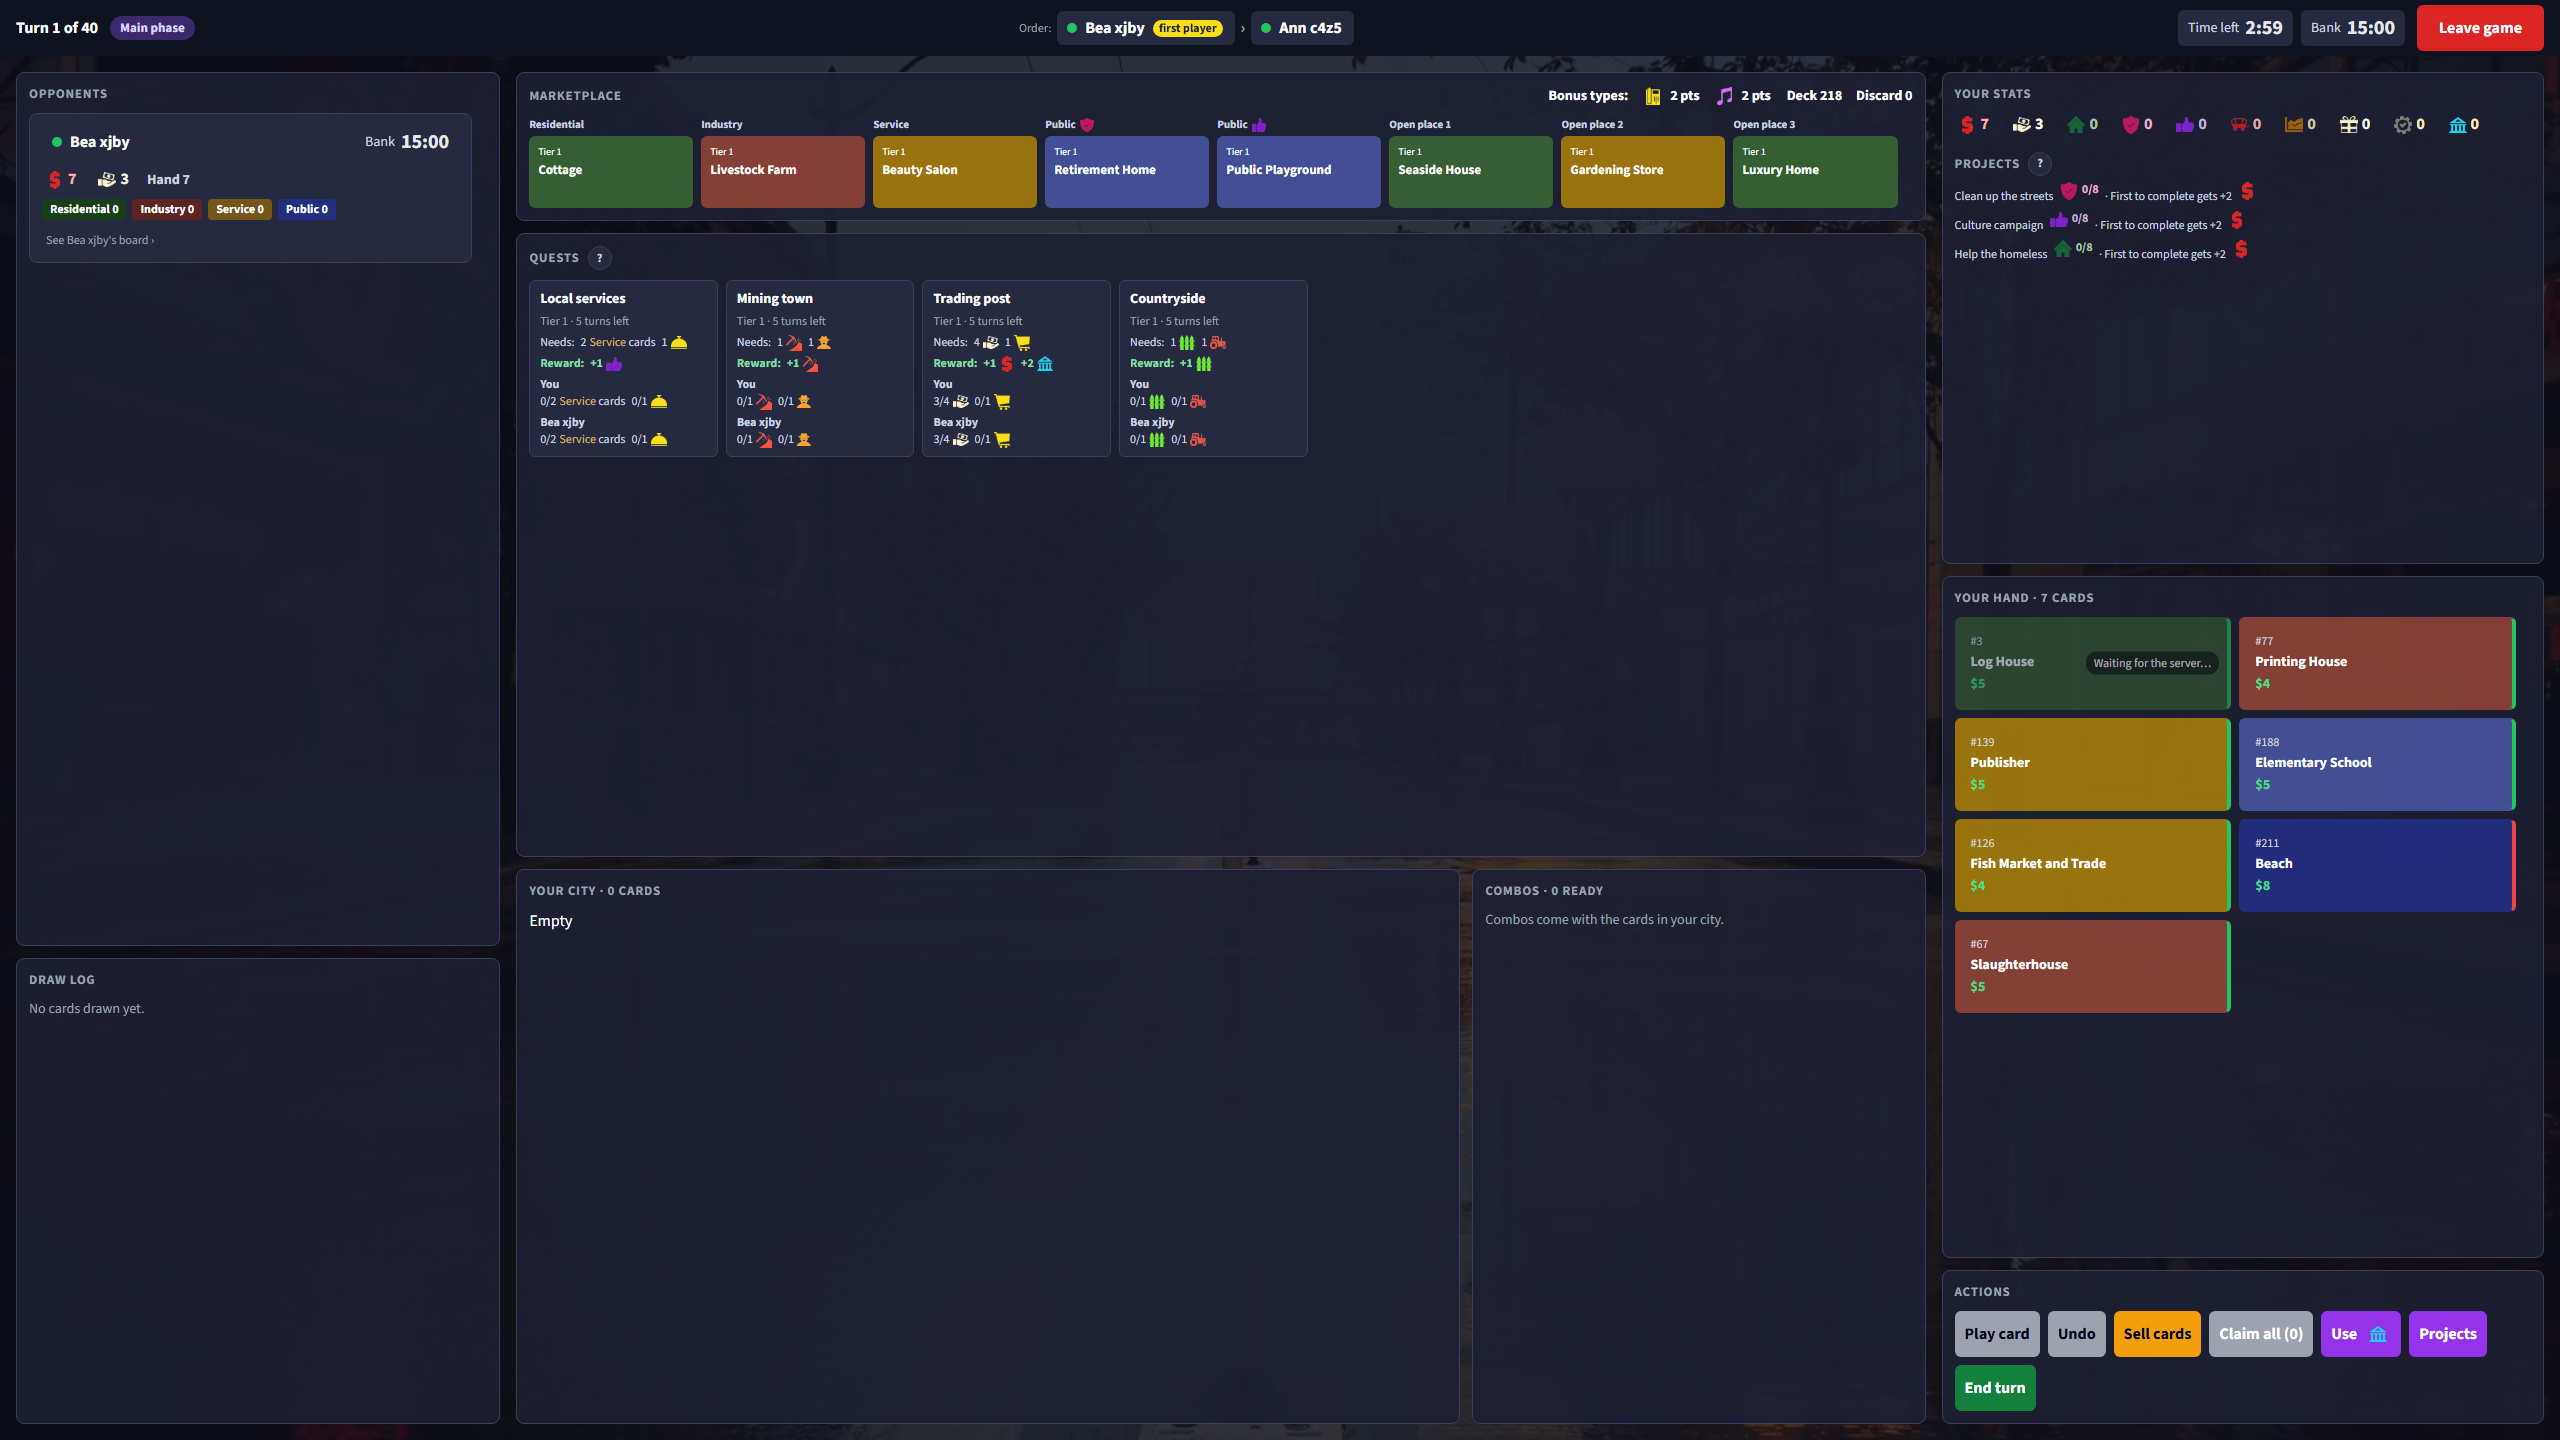 Turn 1 of 40 Main phase
Order: Bea xjby first player › Ann c4z5
Time left 2:59 Bank 15:00 Leave game
OPPONENTS
Bea xjby Bank 15:00
7 3 Hand 7
Residential 0 Industry 0 Service 0 Public 0
See Bea xjby's board ›
DRAW LOG
No cards drawn yet.
MARKETPLACE
Bonus types: 2 pts 2 pts Deck 218 Discard 0
Residential Industry Service Public Public Open place 1 Open place 2 Open place 3
Tier 1 Tier 1 Tier 1 Tier 1 Tier 1 Tier 1 Tier 1 Tier 1
Cottage Livestock Farm Beauty Salon Retirement Home Public Playground Seaside House Gardening Store Luxury Home
QUESTS ?
Local services
Tier 1 · 5 turns left
Needs: 2 Service cards 1
Reward: +1
You
0/2 Service cards 0/1
Bea xjby
0/2 Service cards 0/1
Mining town
Tier 1 · 5 turns left
Needs: 1 1
Reward: +1
You
0/1 0/1
Bea xjby
0/1 0/1
Trading post
Tier 1 · 5 turns left
Needs: 4 1
Reward: +1 +2
You
3/4 0/1
Bea xjby
3/4 0/1
Countryside
Tier 1 · 5 turns left
Needs: 1 1
Reward: +1
You
0/1 0/1
Bea xjby
0/1 0/1
YOUR CITY · 0 CARDS
Empty
COMBOS · 0 READY
Combos come with the cards in your city.
YOUR STATS
$ 7 3 0 0 0 0 0 0 0 0
PROJECTS ?
Clean up the streets 0/8 · First to complete gets +2 $
Culture campaign 0/8 · First to complete gets +2 $
Help the homeless 0/8 · First to complete gets +2 $
YOUR HAND · 7 CARDS
#3
Log House
$5
Waiting for the server...
#77
Printing House
$4
#139
Publisher
$5
#188
Elementary School
$5
#126
Fish Market and Trade
$4
#211
Beach
$8
#67
Slaughterhouse
$5
ACTIONS
Play card Undo Sell cards Claim all (0) Use Projects
End turn